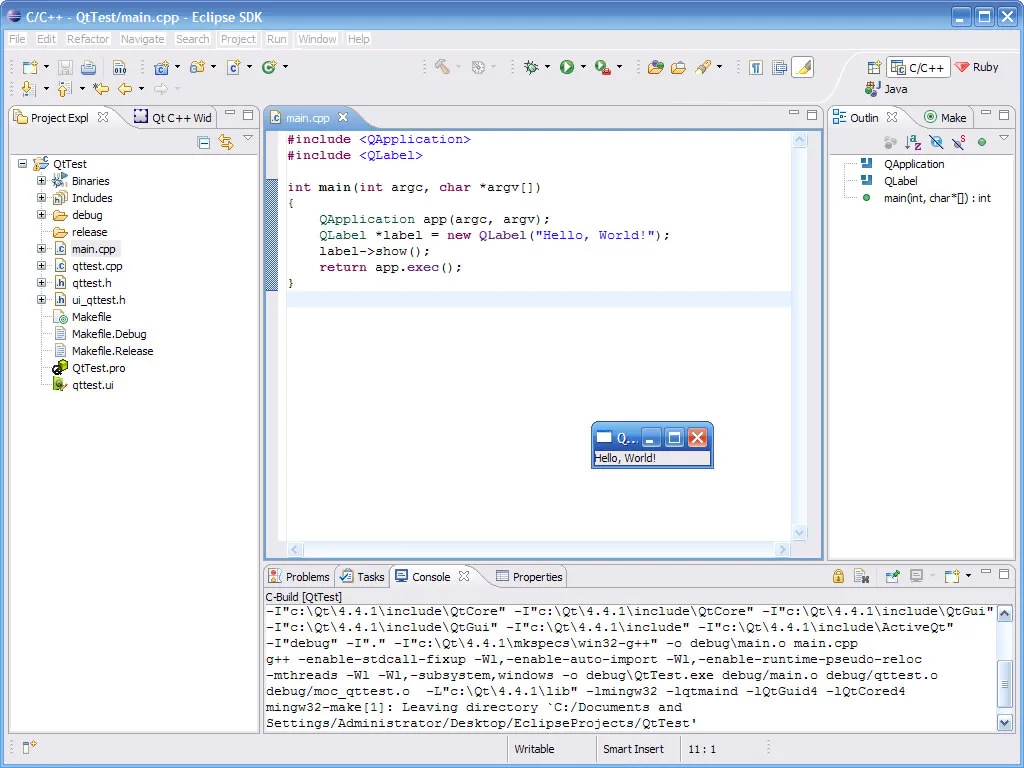 C/C++ - QtTest/main.cpp - Eclipse SDK
File Edit Refactor Navigate Search Project Run Window Help
C/C++ Ruby
Java
Project Expl Qt C++ Wid
QtTest
Binaries
Includes
debug
release
main.cpp
qttest.cpp
qttest.h
ui_qttest.h
Makefile
Makefile.Debug
Makefile.Release
QtTest.pro
qttest.ui
main.cpp
#include <QApplication>
#include <QLabel>
int main(int argc, char *argv[])
{
    QApplication app(argc, argv);
    QLabel *label = new QLabel("Hello, World!");
    label->show();
    return app.exec();
}
Q...
Hello, World!
Outlin Make
QApplication
QLabel
main(int, char*[]) : int
Problems Tasks Console Properties
C-Build [QtTest]
-I"c:\Qt\4.4.1\include\QtCore" -I"c:\Qt\4.4.1\include\QtCore" -I"c:\Qt\4.4.1\include\QtGui"
-I"c:\Qt\4.4.1\include\QtGui" -I"c:\Qt\4.4.1\include" -I"c:\Qt\4.4.1\include\ActiveQt"
-I"debug" -I"." -I"c:\Qt\4.4.1\mkspecs\win32-g++" -o debug\main.o main.cpp
g++ -enable-stdcall-fixup -Wl,-enable-auto-import -Wl,-enable-runtime-pseudo-reloc
-mthreads -Wl -Wl,-subsystem,windows -o debug\QtTest.exe debug/main.o debug/qttest.o
debug/moc_qttest.o  -L"c:\Qt\4.4.1\lib" -lmingw32 -lqtmaind -lQtGuid4 -lQtCored4
mingw32-make[1]: Leaving directory `C:/Documents and
Settings/Administrator/Desktop/EclipseProjects/QtTest'
Writable Smart Insert 11 : 1